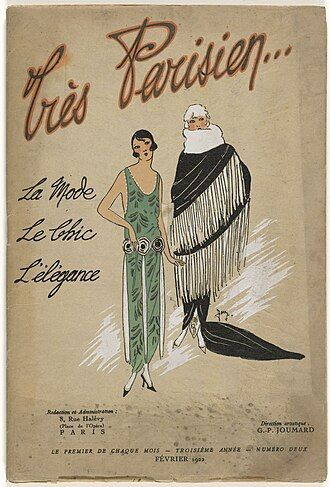 Très Parisien...
La Mode
Le Chic
L'élégance
Rédaction et Administration :
8, Rue Halévy
(Place de l'Opéra)
PARIS
Direction artistique :
G.-P. JOUMARD
LE PREMIER DE CHAQUE MOIS — TROISIÈME ANNÉE — NUMÉRO DEUX
FÉVRIER 1922